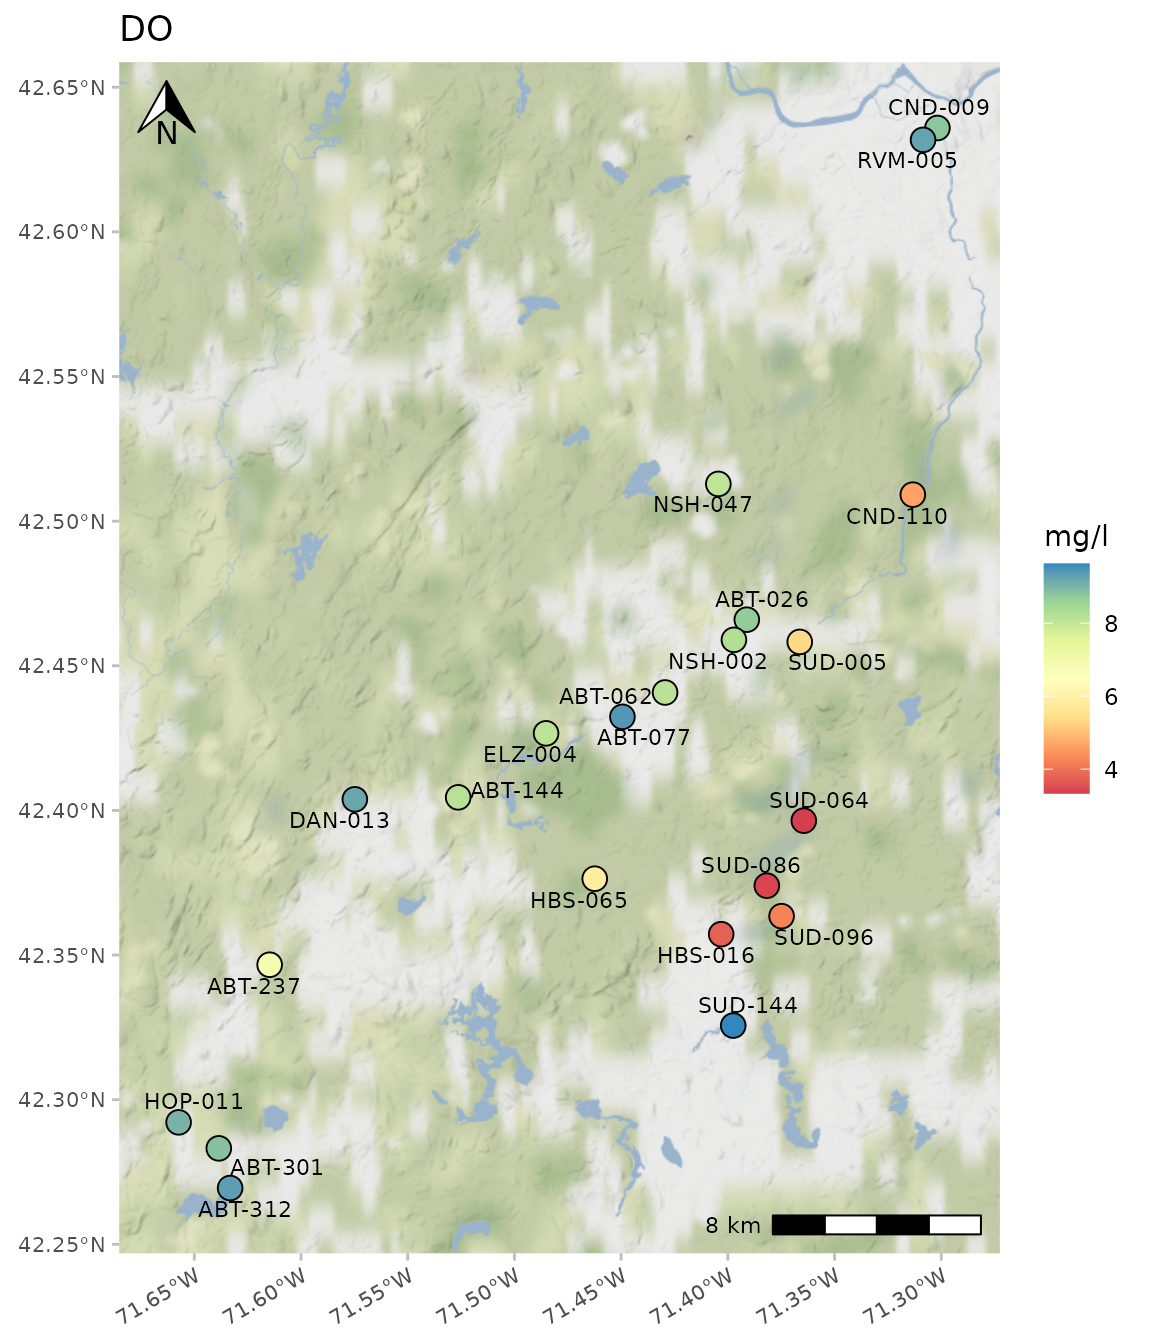 DO
42.65°N
42.60°N
42.55°N
42.50°N
42.45°N
42.40°N
42.35°N
42.30°N
42.25°N
N
CND-009
RVM-005
NSH-047
CND-110
ABT-026
NSH-002
SUD-005
ABT-062
ABT-077
ELZ-004
ABT-144
DAN-013
SUD-064
SUD-086
HBS-065
SUD-096
HBS-016
ABT-237
SUD-144
HOP-011
ABT-301
ABT-312
8 km
71.65°W
71.60°W
71.55°W
71.50°W
71.45°W
71.40°W
71.35°W
71.30°W
mg/l
8
6
4